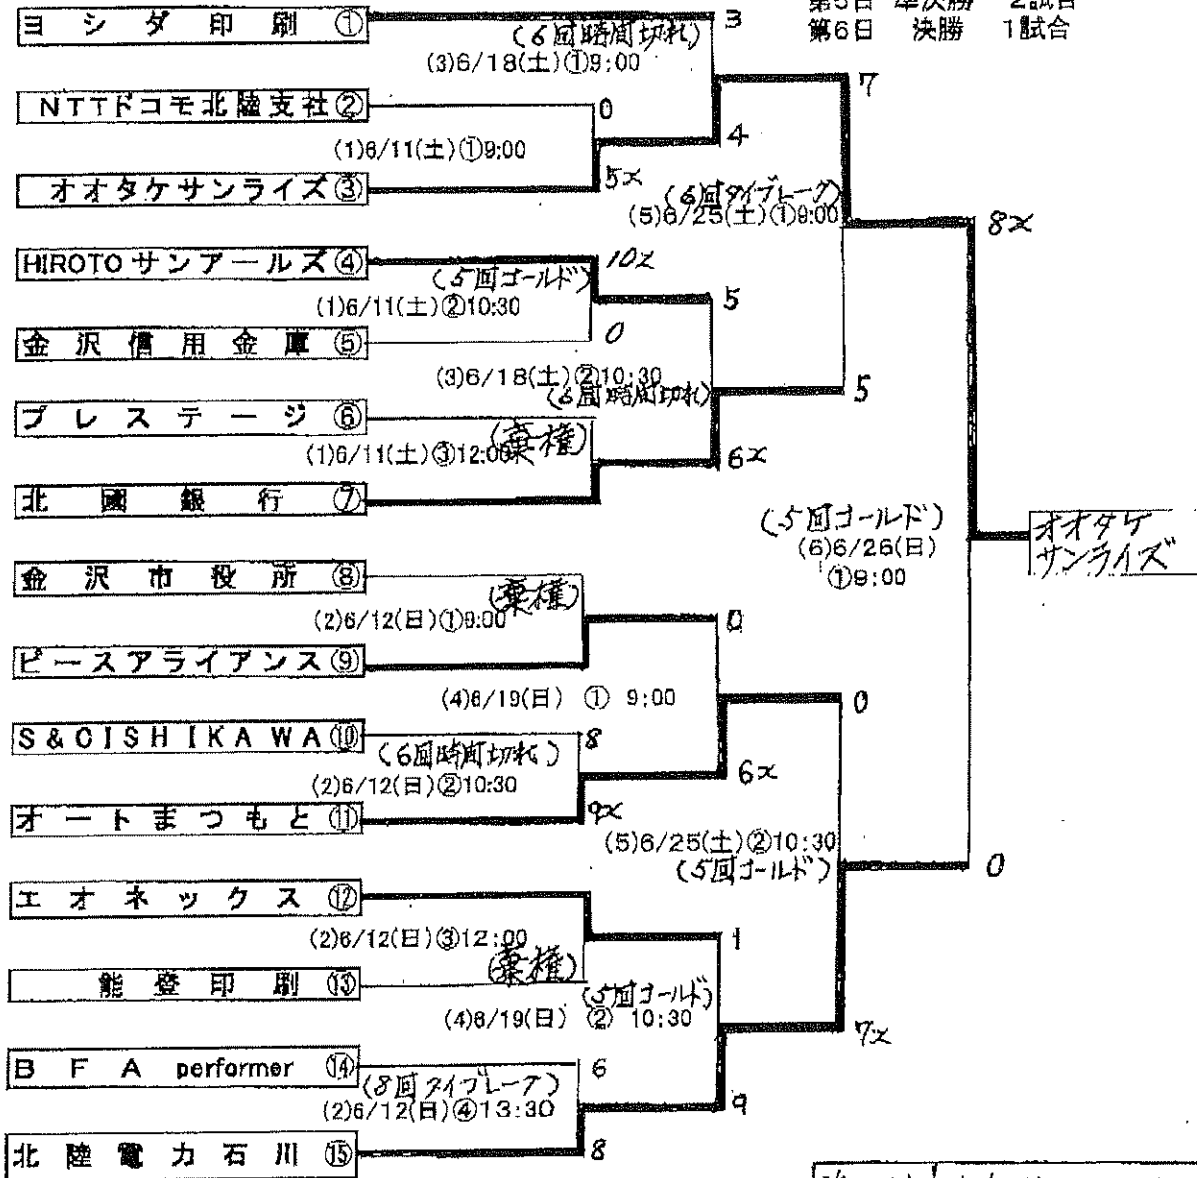 第5日 準決勝 2試合
第6日 決勝 1試合
ヨシダ印刷 ①
3
(6回時間切れ)
(3)6/18(土)①9:00
7
NTTドコモ北陸支社 ②
0
(1)6/11(土)①9:00
4
オオタケサンライズ ③
5x
(6回タイブレーク)
(5)6/25(土)①9:00
8x
HIROTOサンアールズ ④
10x
(5回ゴールド)
(1)6/11(土)②10:30
5
金沢信用金庫 ⑤
0
(3)6/18(土)②10:30
(6回時間切れ)
5
プレステージ ⑥
(棄権)
(1)6/11(土)③12:00
6x
北國銀行 ⑦
(5回ゴールド)
(6)6/26(日)
①9:00
オオタケ
サンライズ
金沢市役所 ⑧
(棄権)
(2)6/12(日)①9:00
0
ピースアライアンス ⑨
(4)6/19(日) ① 9:00
0
S&CISHIKAWA ⑩
8
(6回時間切れ)
(2)6/12(日)②10:30
6x
オートまつもと ⑪
9x
(5)6/25(土)②10:30
(5回ゴールド)
0
エオネックス ⑫
(2)6/12(日)③12:00
1
(棄権)
能登印刷 ⑬
(5回ゴールド)
(4)6/19(日) ② 10:30
7x
BFA performer ⑭
6
(8回タイブレーク)
(2)6/12(日)④13:30
9
北陸電力石川 ⑮
8